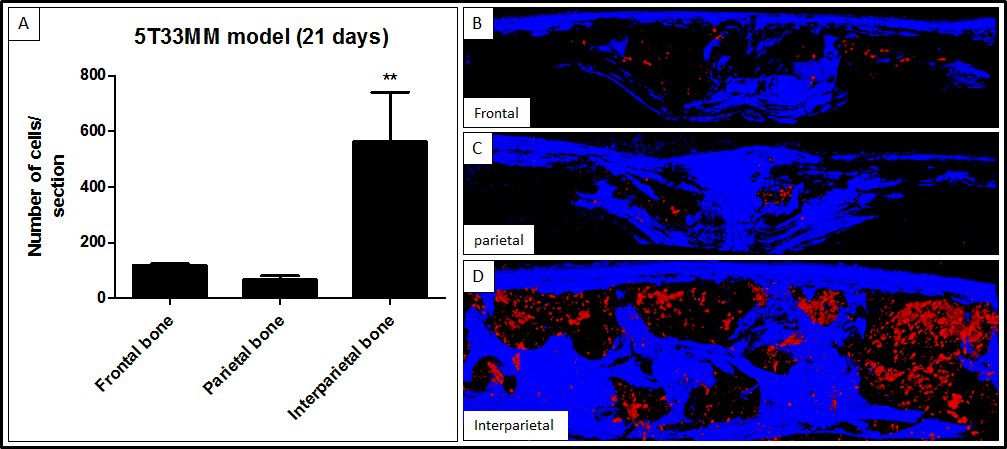 A
5T33MM model (21 days)
Number of cells/
section
800
600
400
200
0
**
Frontal bone
Parietal bone
Interparietal bone
B
Frontal
C
parietal
D
Interparietal